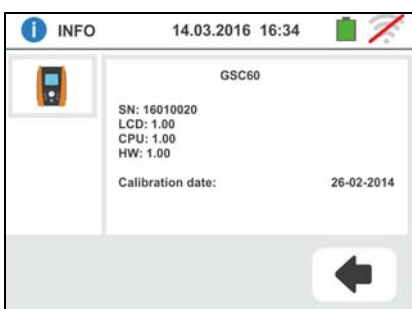 INFO 14.03.2016 16:34
GSC60
SN: 16010020
LCD: 1.00
CPU: 1.00
HW: 1.00
Calibration date: 26-02-2014